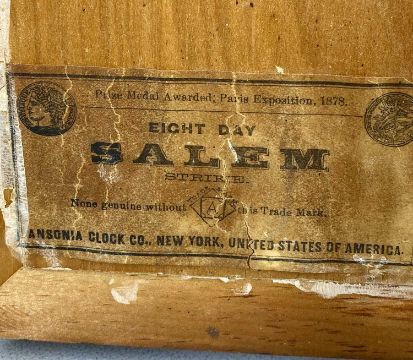 Prize Medal Awarded; Paris Exposition, 1878.
EIGHT DAY
SALEM
STRIKE.
None genuine without A this Trade Mark.
ANSONIA CLOCK CO., NEW YORK, UNITED STATES OF AMERICA.